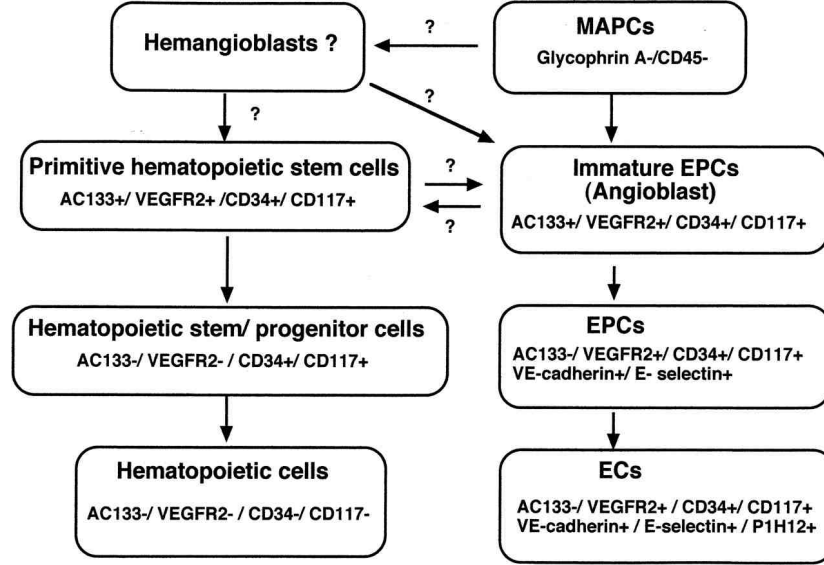 Hemangioblasts ?
?
MAPCs
Glycophrin A-/CD45-
?
?
Primitive hematopoietic stem cells
AC133+/ VEGFR2+ /CD34+/ CD117+
?
?
Immature EPCs
(Angioblast)
AC133+/ VEGFR2+/ CD34+/ CD117+
Hematopoietic stem/ progenitor cells
AC133-/ VEGFR2- / CD34+/ CD117+
EPCs
AC133-/ VEGFR2+/ CD34+/ CD117+
VE-cadherin+/ E- selectin+
Hematopoietic cells
AC133-/ VEGFR2- / CD34-/ CD117-
ECs
AC133-/ VEGFR2+ / CD34+/ CD117+
VE-cadherin+ / E-selectin+ / P1H12+